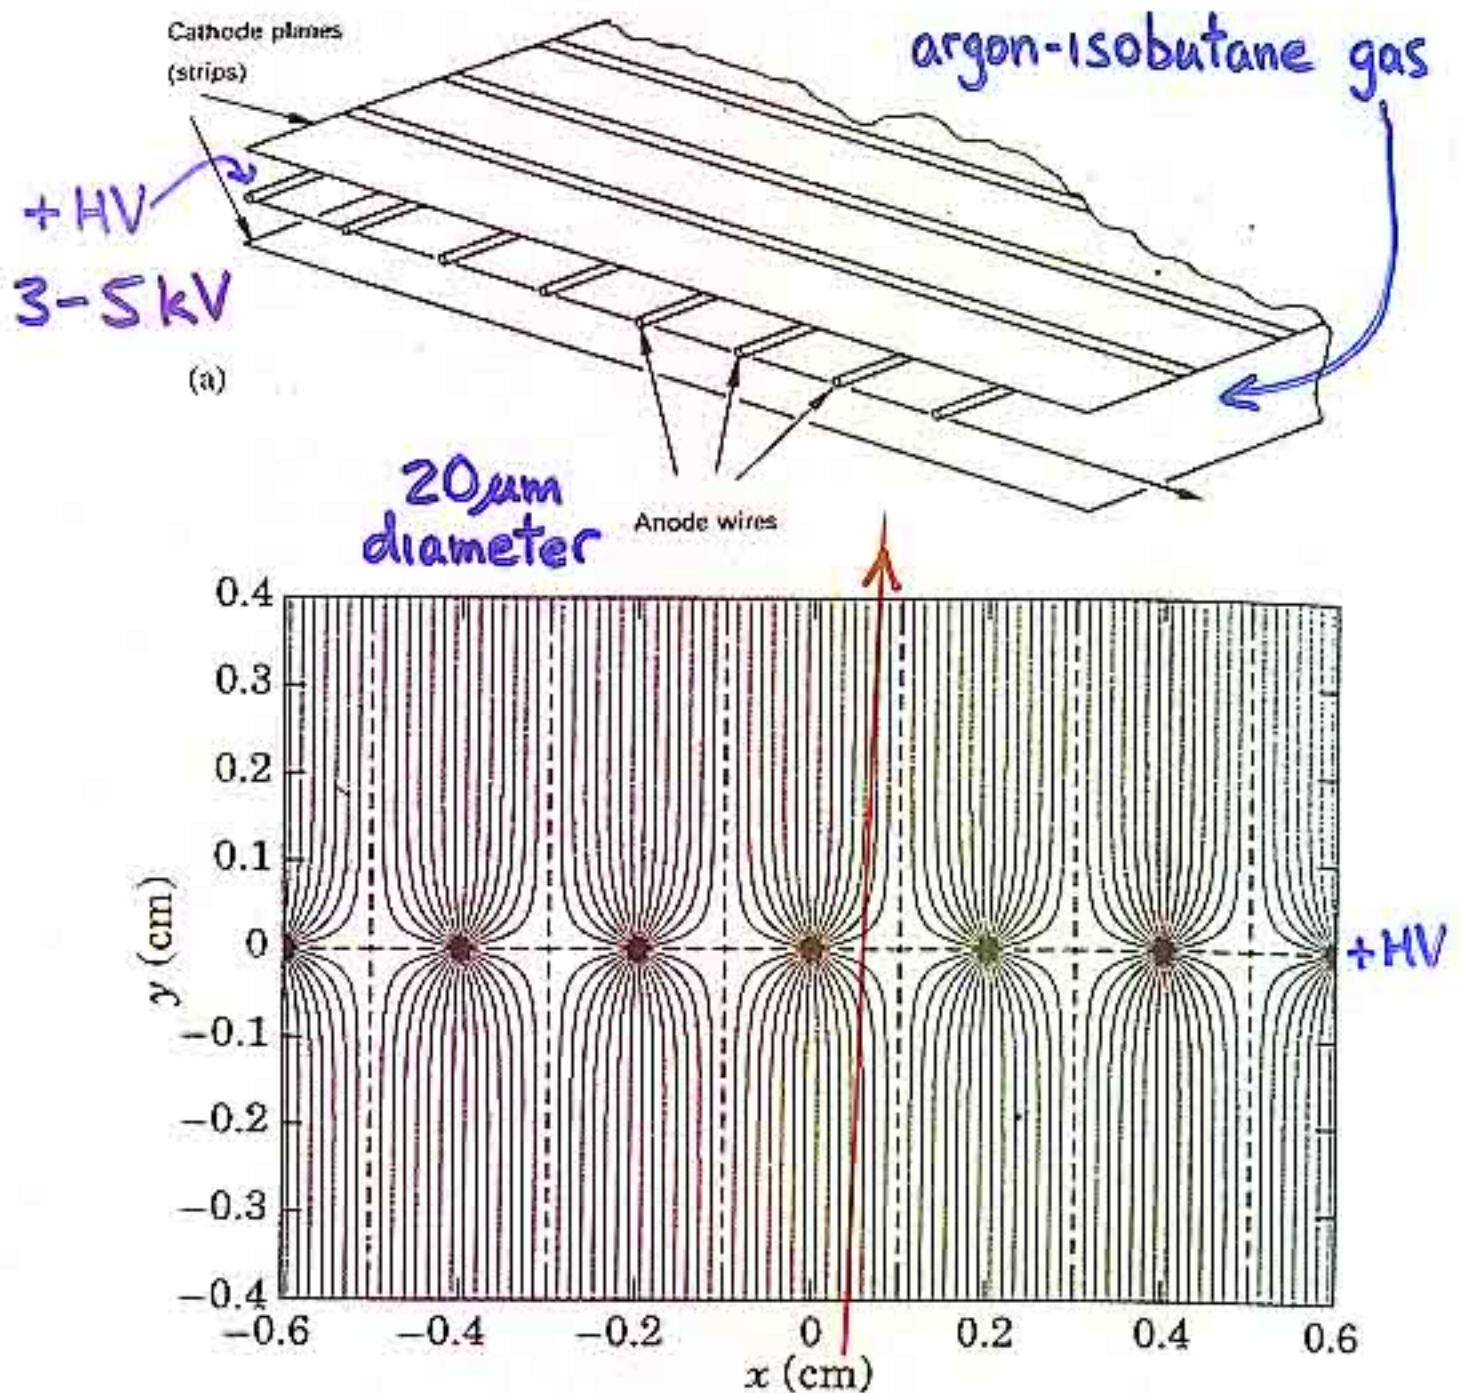 Cathode planes
(strips)
argon-isobutane gas
+HV
3-5kV
(a)
20μm
diameter
Anode wires
0.4
0.3
0.2
0.1
0
−0.1
−0.2
−0.3
−0.4
y (cm)
+HV
−0.6
−0.4
−0.2
0
0.2
0.4
0.6
x (cm)